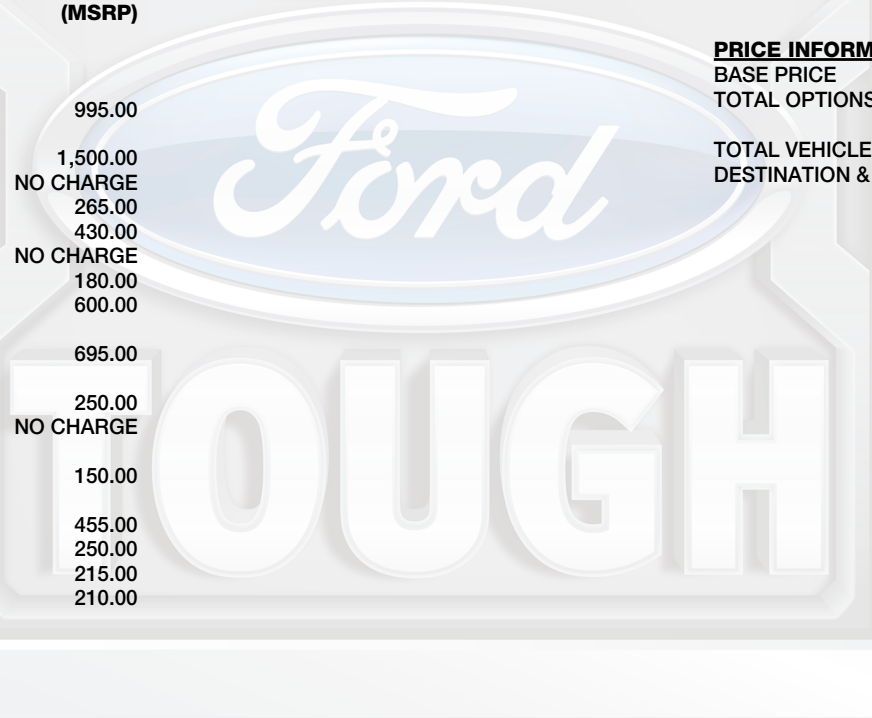 (MSRP)
995.00
1,500.00
NO CHARGE
265.00
430.00
NO CHARGE
180.00
600.00
695.00
250.00
NO CHARGE
150.00
455.00
250.00
215.00
210.00
PRICE INFORM
BASE PRICE
TOTAL OPTIONS
TOTAL VEHICLE
DESTINATION &
Ford
TOUGH